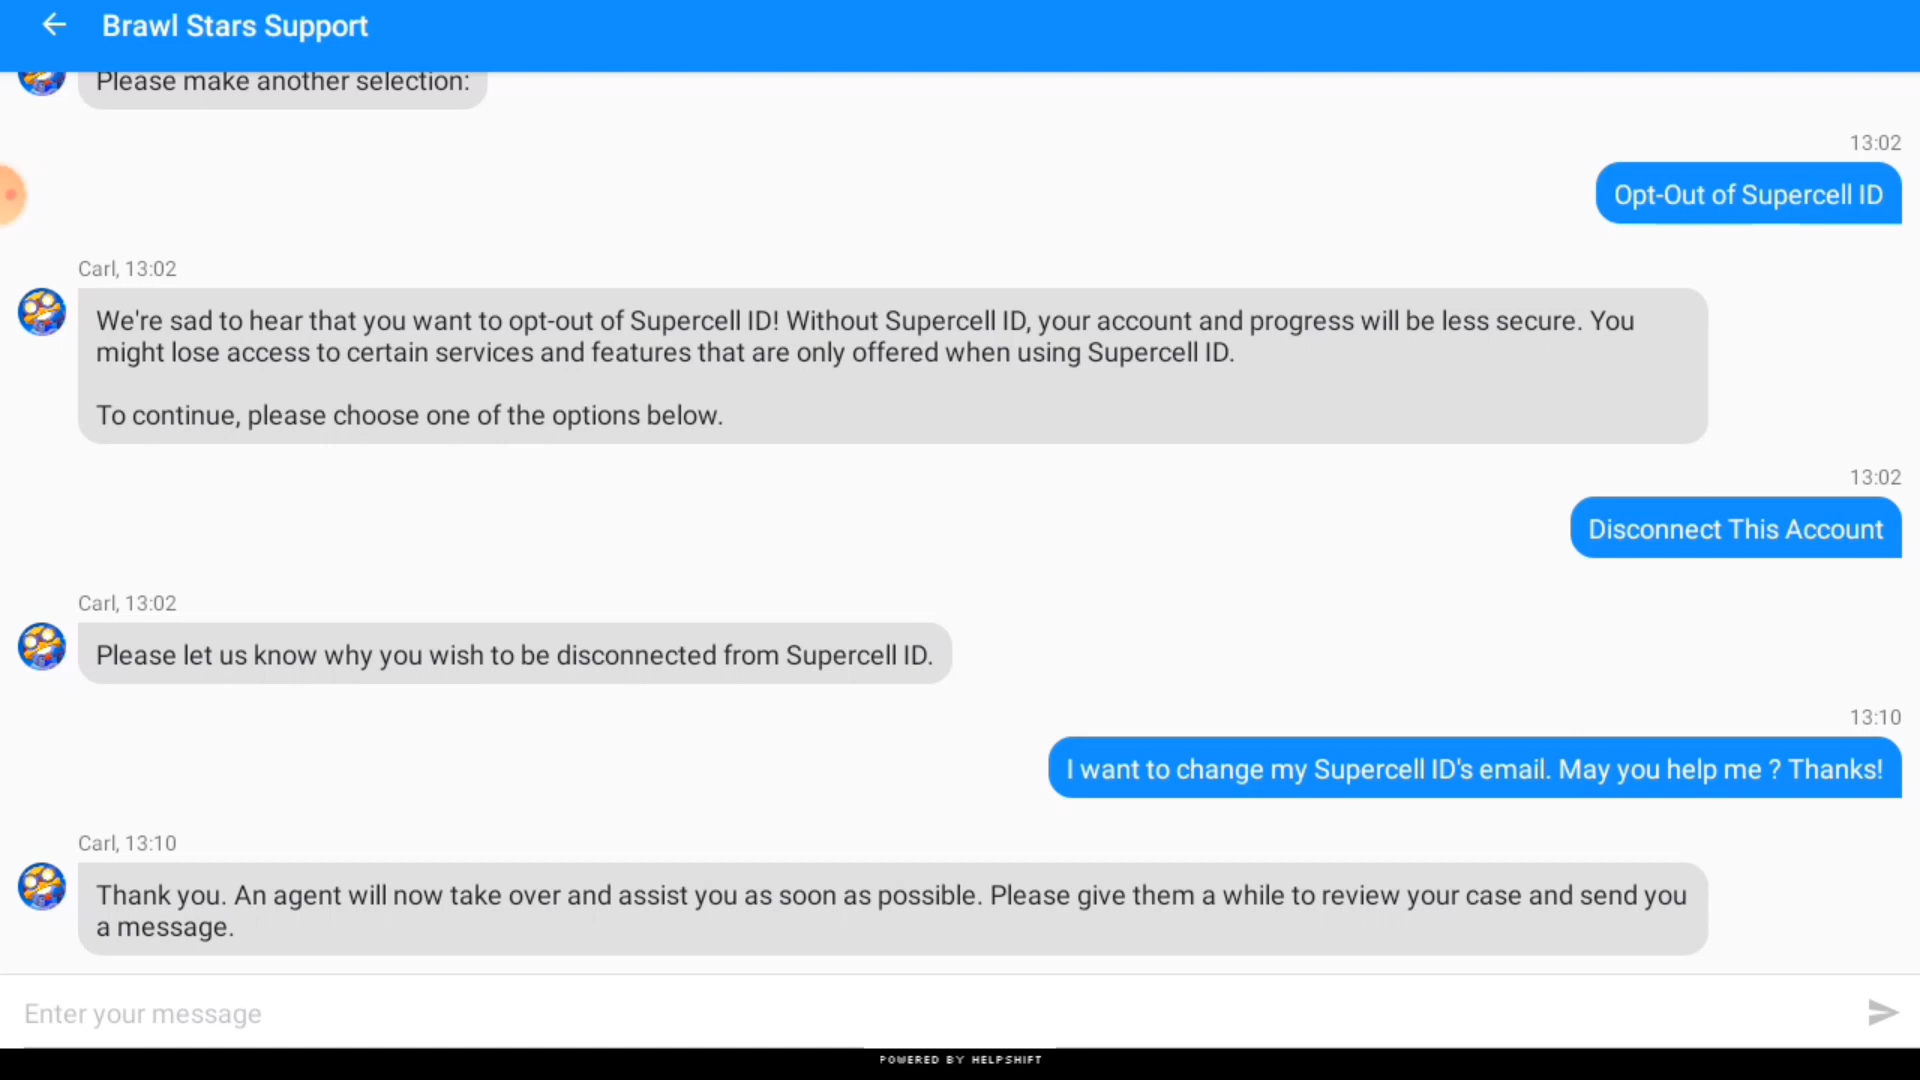 Brawl Stars Support
Please make another selection:
13:02
Opt-Out of Supercell ID
Carl, 13:02
We're sad to hear that you want to opt-out of Supercell ID! Without Supercell ID, your account and progress will be less secure. You
might lose access to certain services and features that are only offered when using Supercell ID.
To continue, please choose one of the options below.
13:02
Disconnect This Account
Carl, 13:02
Please let us know why you wish to be disconnected from Supercell ID.
13:10
I want to change my Supercell ID's email. May you help me ? Thanks!
Carl, 13:10
Thank you. An agent will now take over and assist you as soon as possible. Please give them a while to review your case and send you
a message.
Enter your message
POWERED BY HELPSHIFT